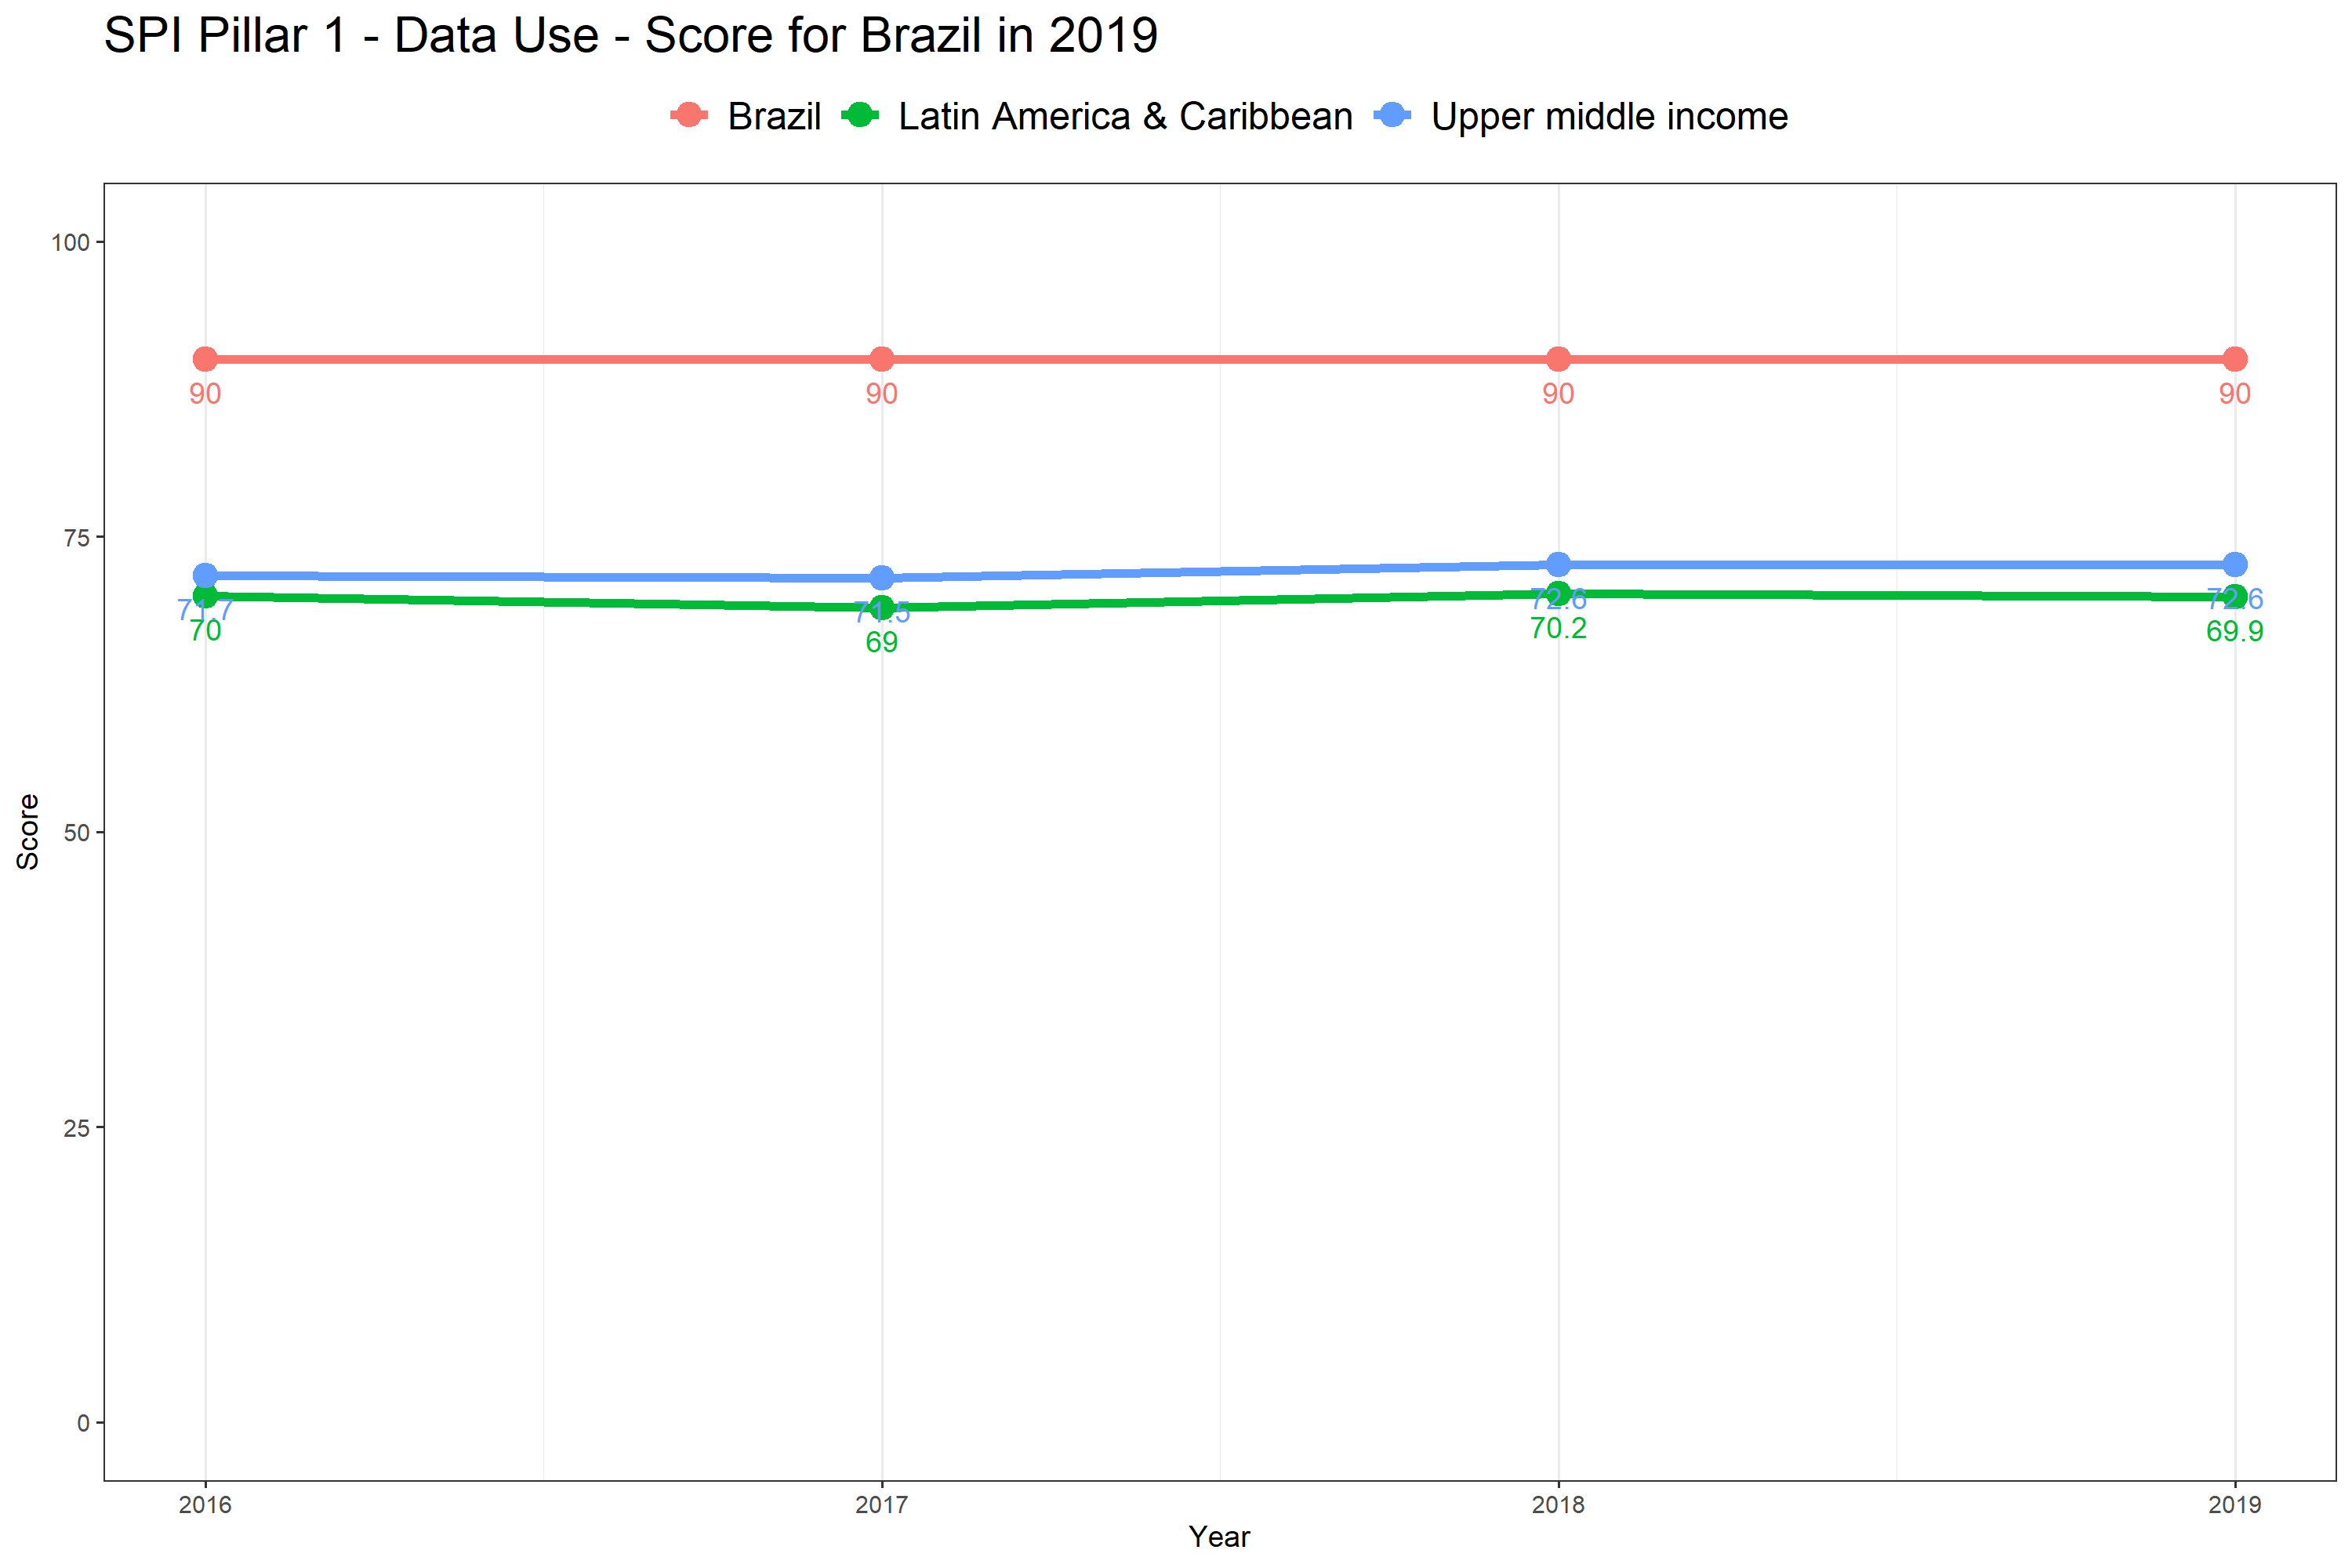 SPI Pillar 1 - Data Use - Score for Brazil in 2019
Brazil Latin America & Caribbean Upper middle income
100
90 90 90 90
75
71.7 71.5 72.6 72.6
70 69 70.2 69.9
Score
50
25
0
2016 2017 2018 2019
Year